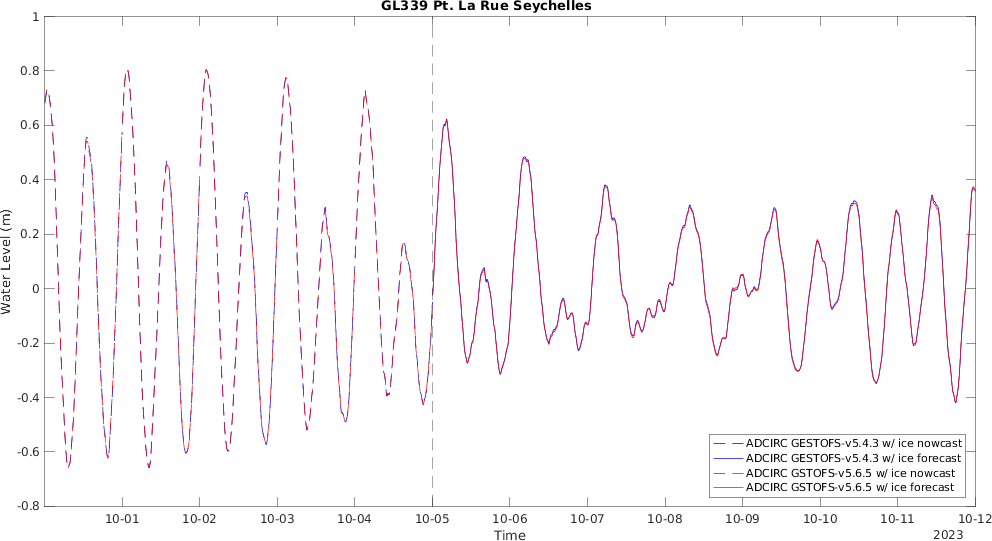 GL339 Pt. La Rue Seychelles
1
0.8
0.6
0.4
0.2
0
-0.2
-0.4
-0.6
-0.8
Water Level (m)
10-01 10-02 10-03 10-04 10-05 10-06 10-07 10-08 10-09 10-10 10-11 10-12
Time
2023
ADCIRC GESTOFS-v5.4.3 w/ ice nowcast
ADCIRC GESTOFS-v5.4.3 w/ ice forecast
ADCIRC GSTOFS-v5.6.5 w/ ice nowcast
ADCIRC GSTOFS-v5.6.5 w/ ice forecast